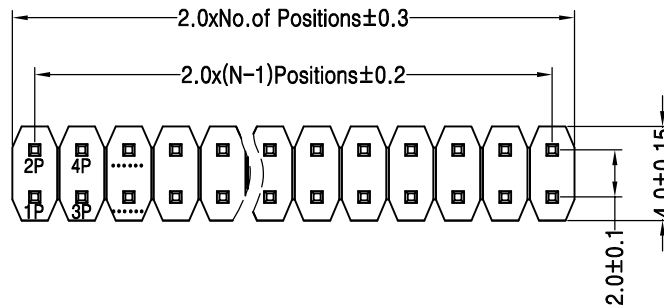 2.0xNo.of Positions±0.3
2.0x(N-1)Positions±0.2
2P 4P ......
1P 3P ......
4.0±0.15
2.0±0.1